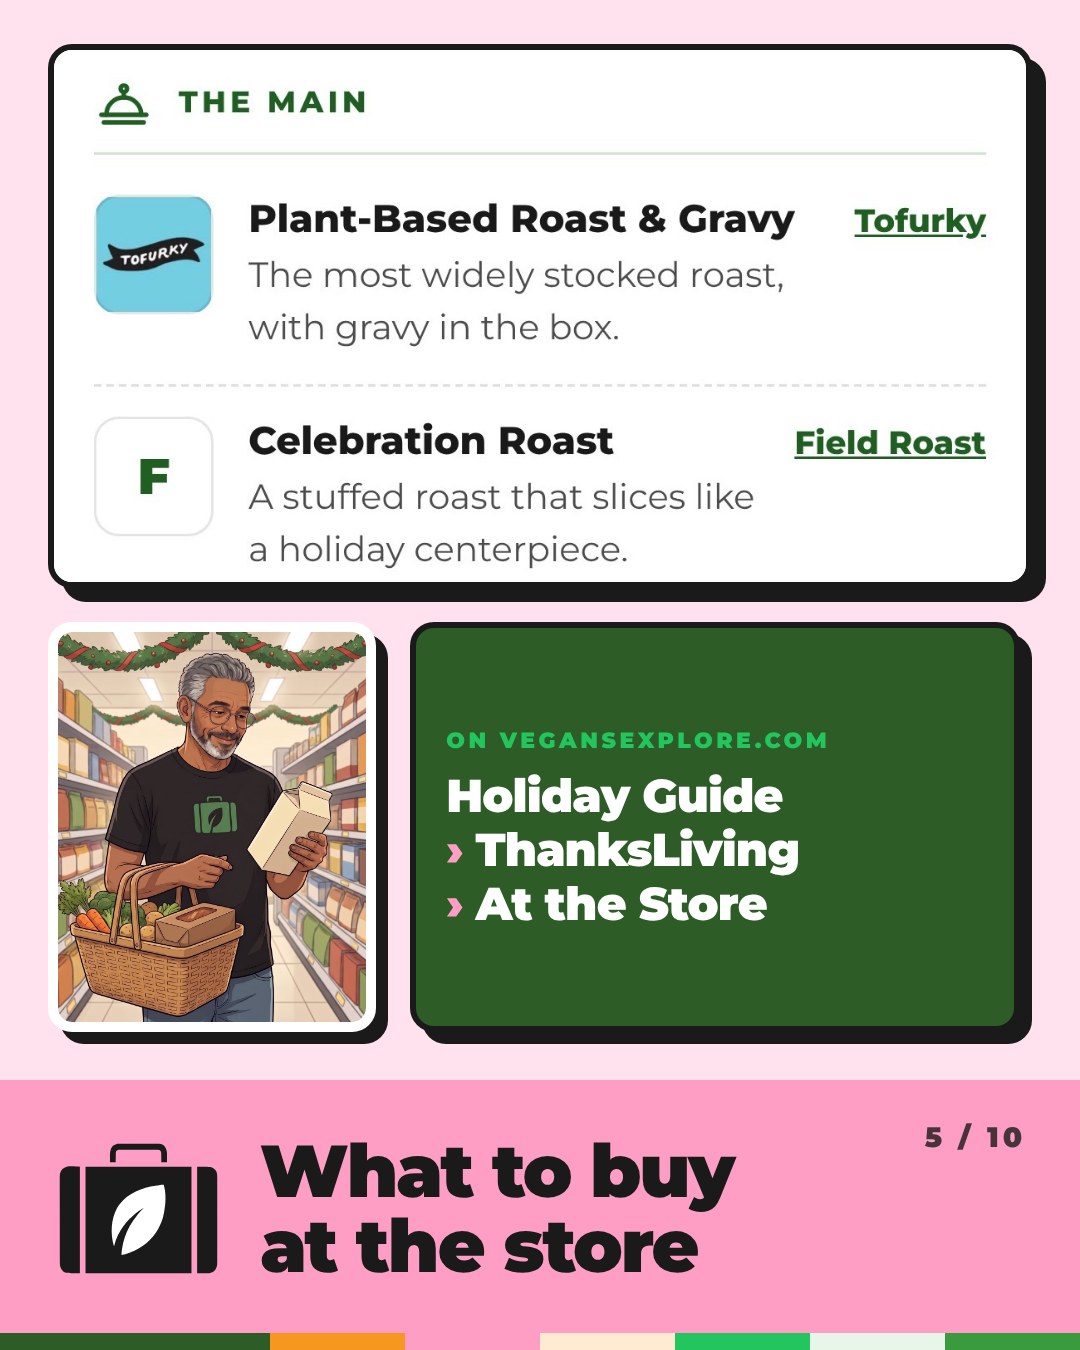 THE MAIN
TOFURKY
Plant-Based Roast & Gravy
Tofurky
The most widely stocked roast,
with gravy in the box.
F
Celebration Roast
Field Roast
A stuffed roast that slices like
a holiday centerpiece.
ON VEGANSEXPLORE.COM
Holiday Guide
› ThanksLiving
› At the Store
5 / 10
What to buy
at the store